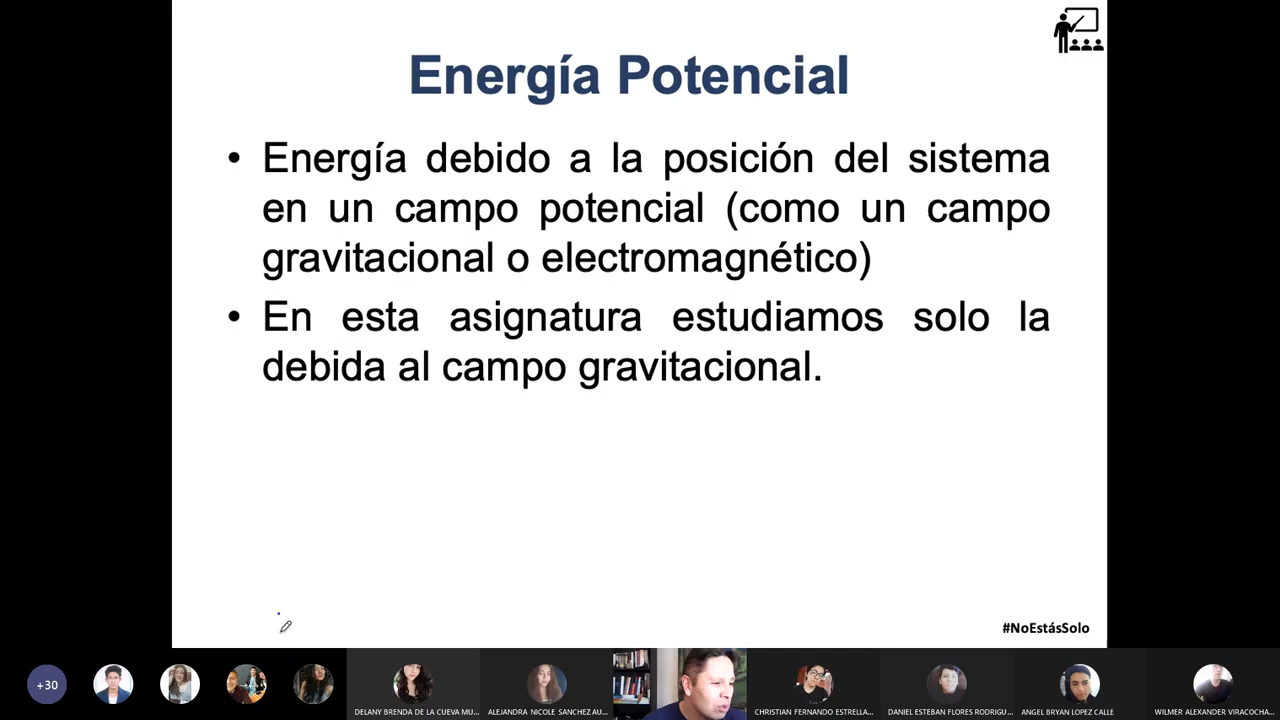 Energía Potencial
• Energía debido a la posición del sistema
en un campo potencial (como un campo
gravitacional o electromagnético)
• En esta asignatura estudiamos solo la
debida al campo gravitacional.
#NoEstásSolo
+30
DELANY BRENDA DE LA CUEVA MU...
ALEJANDRA NICOLE SANCHEZ AU...
CHRISTIAN FERNANDO ESTRELLA...
DANIEL ESTEBAN FLORES RODRIGU...
ANGEL BRYAN LOPEZ CALLE
WILMER ALEXANDER VIRACOCHA...